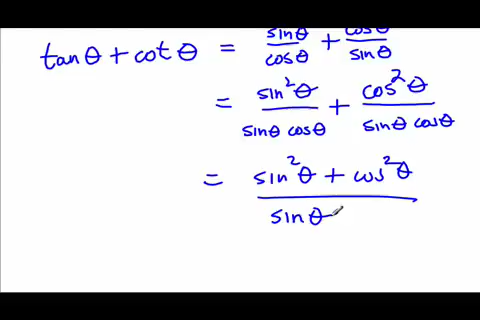 tanθ + cotθ = sinθ/cosθ + cosθ/sinθ
= sin²θ/sinθ cosθ + cos²θ/sinθ cosθ
= sin²θ + cos²θ/sinθ